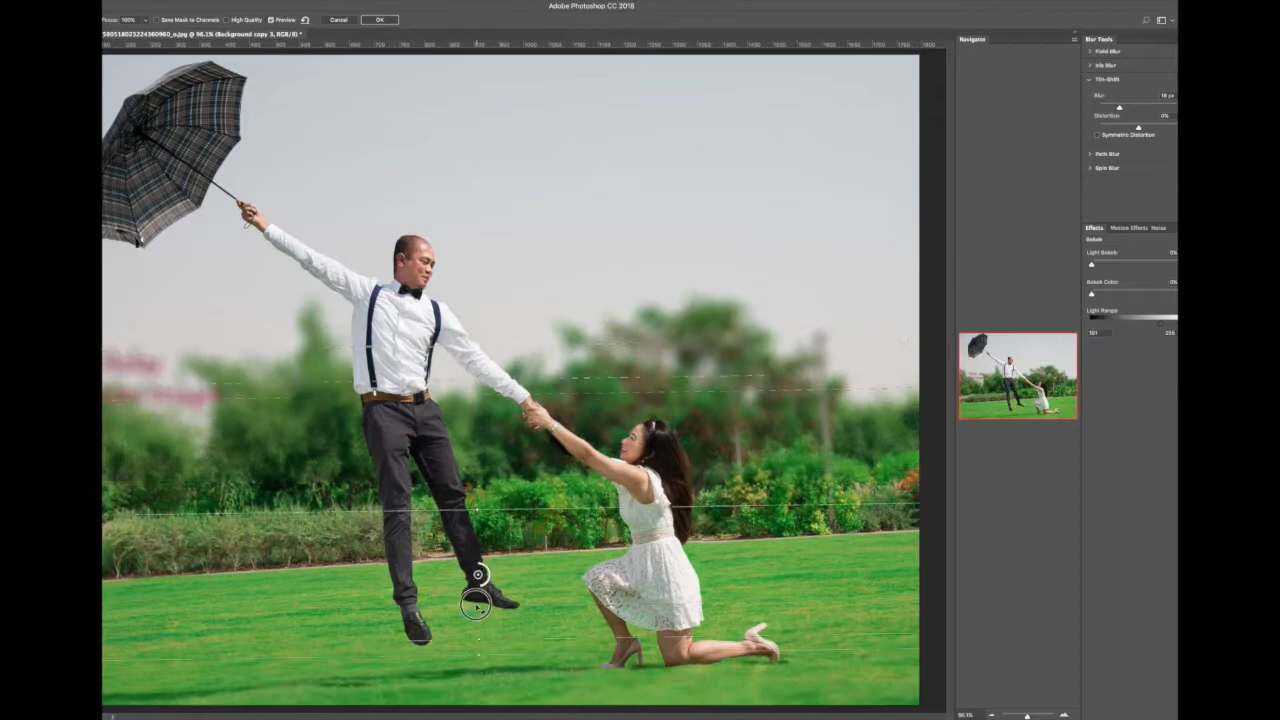 Adobe Photoshop CC 2018
Focus: 100% Save Mask to Channels High Quality Preview Cancel OK
58051803224360960_o.jpg @ 96.1% (Background copy 3, RGB/8) *
Navigator
Blur Tools
Field Blur
Iris Blur
Tilt-Shift
Blur: 18 px
Distortion: 0%
Symmetric Distortion
Path Blur
Spin Blur
Effects Motion Effects Noise
Bokeh
Light Bokeh: 0%
Bokeh Color: 0%
Light Range:
191 255
96.1%